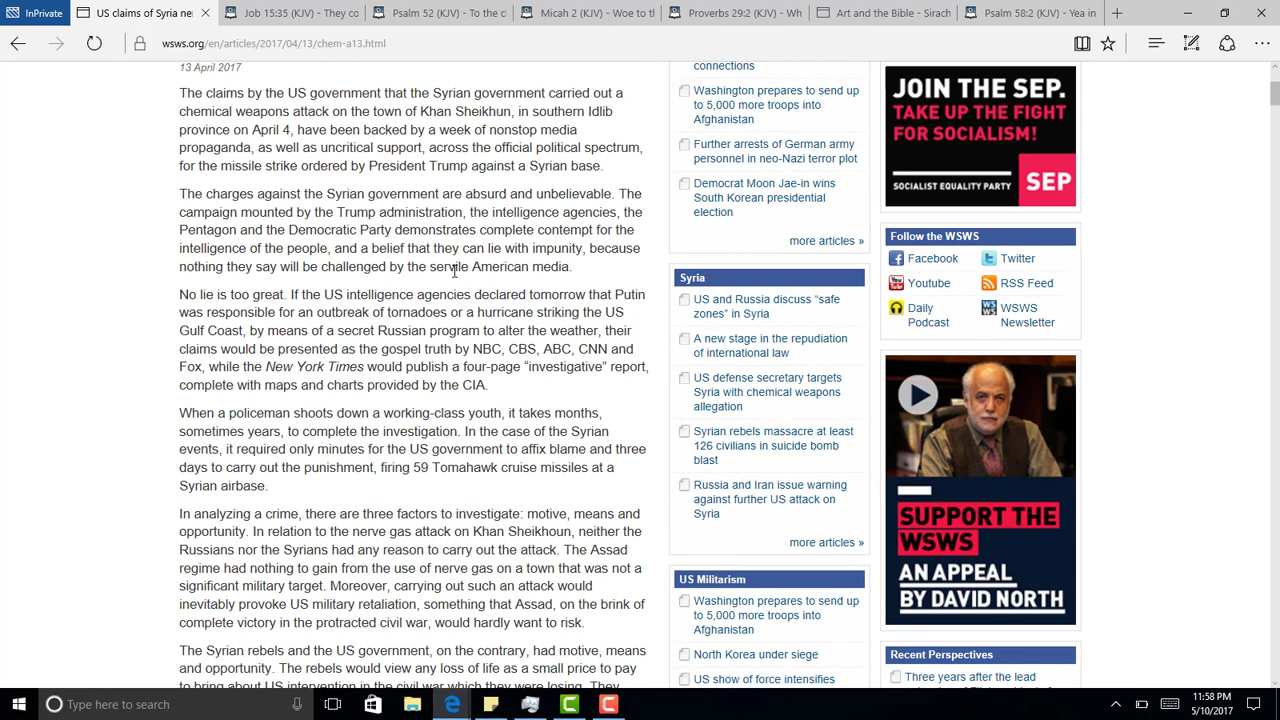 InPrivate
US claims of Syria ne
Job 15:35 (KJV) - They co
Psalm 52 (KJV) - To the cl
Micah 2 (KJV) - Woe to tl
Proverbs 29:2 (KJV) - Wh
Art and the Bible - Sirach
Psalm 58:2 (KJV) - Yea in
wsws.org/en/articles/2017/04/13/chem-a13.html
13 April 2017
The claims by the US government that the Syrian government carried out a
chemical weapons attack on the town of Khan Sheikhun, in southern Idlib
province on April 4, have been backed by a week of nonstop media
propaganda, as well as political support, across the official political spectrum,
for the missile strike ordered by President Trump against a Syrian base.
The charges against the Syrian government are absurd and unbelievable. The
campaign mounted by the Trump administration, the intelligence agencies, the
Pentagon and the Democratic Party demonstrates complete contempt for the
intelligence of the people, and a belief that they can lie with impunity, because
nothing they say will be challenged by the servile American media.
No lie is too great. If the US intelligence agencies declared tomorrow that Putin
was responsible for an outbreak of tornadoes or a hurricane striking the US
Gulf Coast, by means of a secret Russian program to alter the weather, their
claims would be presented as the gospel truth by NBC, CBS, ABC, CNN and
Fox, while the New York Times would publish a four-page “investigative” report,
complete with maps and charts provided by the CIA.
When a policeman shoots down a working-class youth, it takes months,
sometimes years, to complete the investigation. In the case of the Syrian
events, it required only minutes for the US government to affix blame and three
days to carry out the punishment, firing 59 Tomahawk cruise missiles at a
Syrian airbase.
In analyzing a crime, there are three factors to investigate: motive, means and
opportunity. In relation to the nerve gas attack on Khan Sheikhoun, neither the
Russians nor the Syrians had any reason to carry out the attack. The Assad
regime had nothing to gain from the use of nerve gas on a town that was not a
significant military target. Moreover, carrying out such an attack would
inevitably provoke US military retaliation, something that Assad, on the brink of
complete victory in the protracted civil war, would hardly want to risk.
The Syrian rebels and the US government, on the contrary, had motive, means
and opportunity. The rebels would view any loss of life as a small price to pay
to bring about US intervention in the civil war which they were losing. They
connections
Washington prepares to send up
to 5,000 more troops into
Afghanistan
Further arrests of German army
personnel in neo-Nazi terror plot
Democrat Moon Jae-in wins
South Korean presidential
election
more articles »
Syria
US and Russia discuss “safe
zones” in Syria
A new stage in the repudiation
of international law
US defense secretary targets
Syria with chemical weapons
allegation
Syrian rebels massacre at least
126 civilians in suicide bomb
blast
Russia and Iran issue warning
against further US attack on
Syria
more articles »
US Militarism
Washington prepares to send up
to 5,000 more troops into
Afghanistan
North Korea under siege
US show of force intensifies
JOIN THE SEP.
TAKE UP THE FIGHT
FOR SOCIALISM!
SOCIALIST EQUALITY PARTY
SEP
Follow the WSWS
Facebook
Twitter
Youtube
RSS Feed
Daily
Podcast
WSWS
Newsletter
SUPPORT THE
WSWS
AN APPEAL
BY DAVID NORTH
Recent Perspectives
Three years after the lead
Type here to search
11:58 PM
5/10/2017